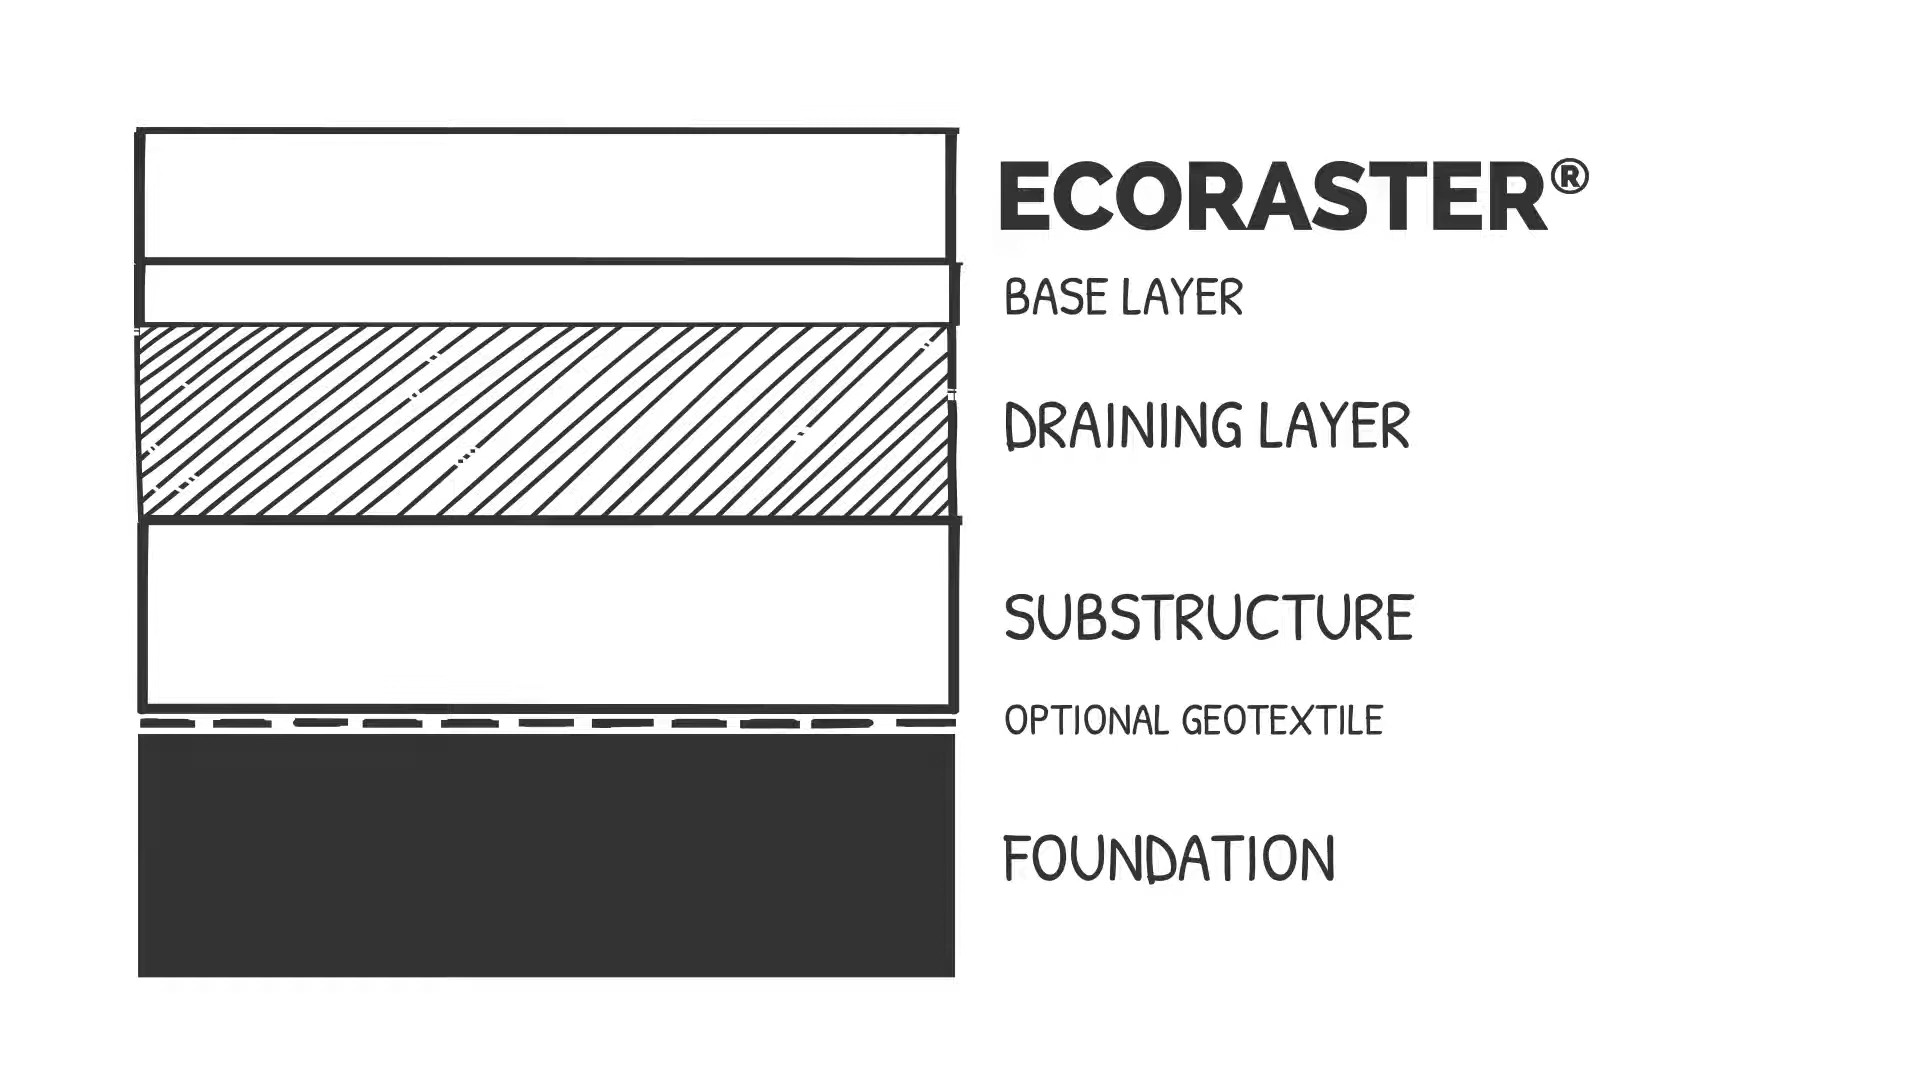 ECORASTER®
BASE LAYER
DRAINING LAYER
SUBSTRUCTURE
OPTIONAL GEOTEXTILE
FOUNDATION